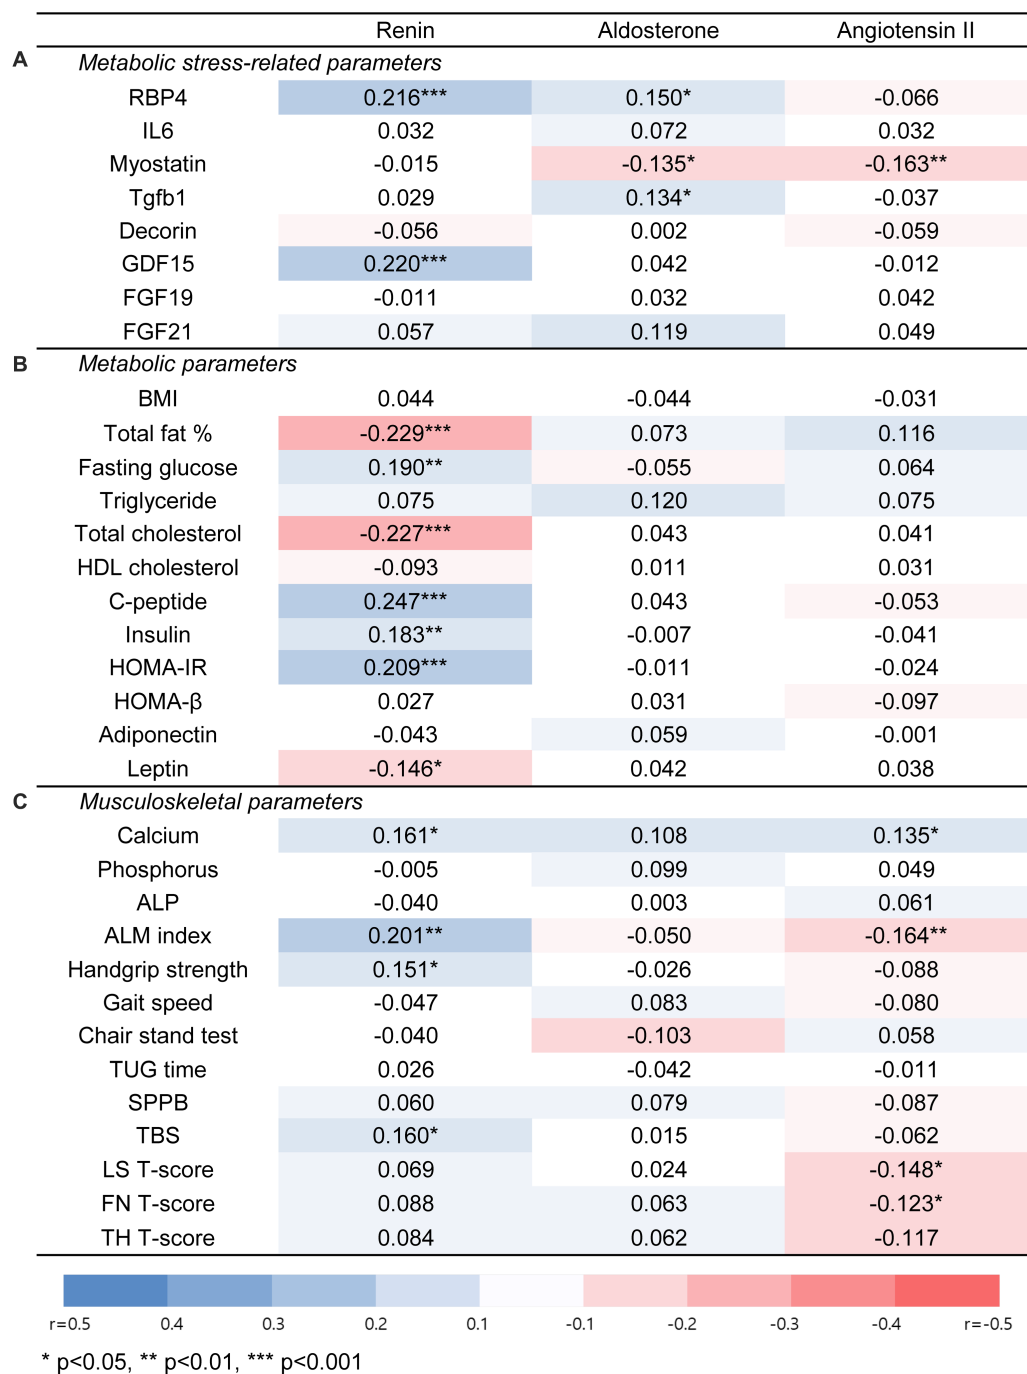 Renin Aldosterone Angiotensin II
A Metabolic stress-related parameters
RBP4 0.216*** 0.150* -0.066
IL6 0.032 0.072 0.032
Myostatin -0.015 -0.135* -0.163**
Tgfb1 0.029 0.134* -0.037
Decorin -0.056 0.002 -0.059
GDF15 0.220*** 0.042 -0.012
FGF19 -0.011 0.032 0.042
FGF21 0.057 0.119 0.049
B Metabolic parameters
BMI 0.044 -0.044 -0.031
Total fat % -0.229*** 0.073 0.116
Fasting glucose 0.190** -0.055 0.064
Triglyceride 0.075 0.120 0.075
Total cholesterol -0.227*** 0.043 0.041
HDL cholesterol -0.093 0.011 0.031
C-peptide 0.247*** 0.043 -0.053
Insulin 0.183** -0.007 -0.041
HOMA-IR 0.209*** -0.011 -0.024
HOMA-β 0.027 0.031 -0.097
Adiponectin -0.043 0.059 -0.001
Leptin -0.146* 0.042 0.038
C Musculoskeletal parameters
Calcium 0.161* 0.108 0.135*
Phosphorus -0.005 0.099 0.049
ALP -0.040 0.003 0.061
ALM index 0.201** -0.050 -0.164**
Handgrip strength 0.151* -0.026 -0.088
Gait speed -0.047 0.083 -0.080
Chair stand test -0.040 -0.103 0.058
TUG time 0.026 -0.042 -0.011
SPPB 0.060 0.079 -0.087
TBS 0.160* 0.015 -0.062
LS T-score 0.069 0.024 -0.148*
FN T-score 0.088 0.063 -0.123*
TH T-score 0.084 0.062 -0.117
r=0.5 0.4 0.3 0.2 0.1 -0.1 -0.2 -0.3 -0.4 r=-0.5
* p<0.05, ** p<0.01, *** p<0.001